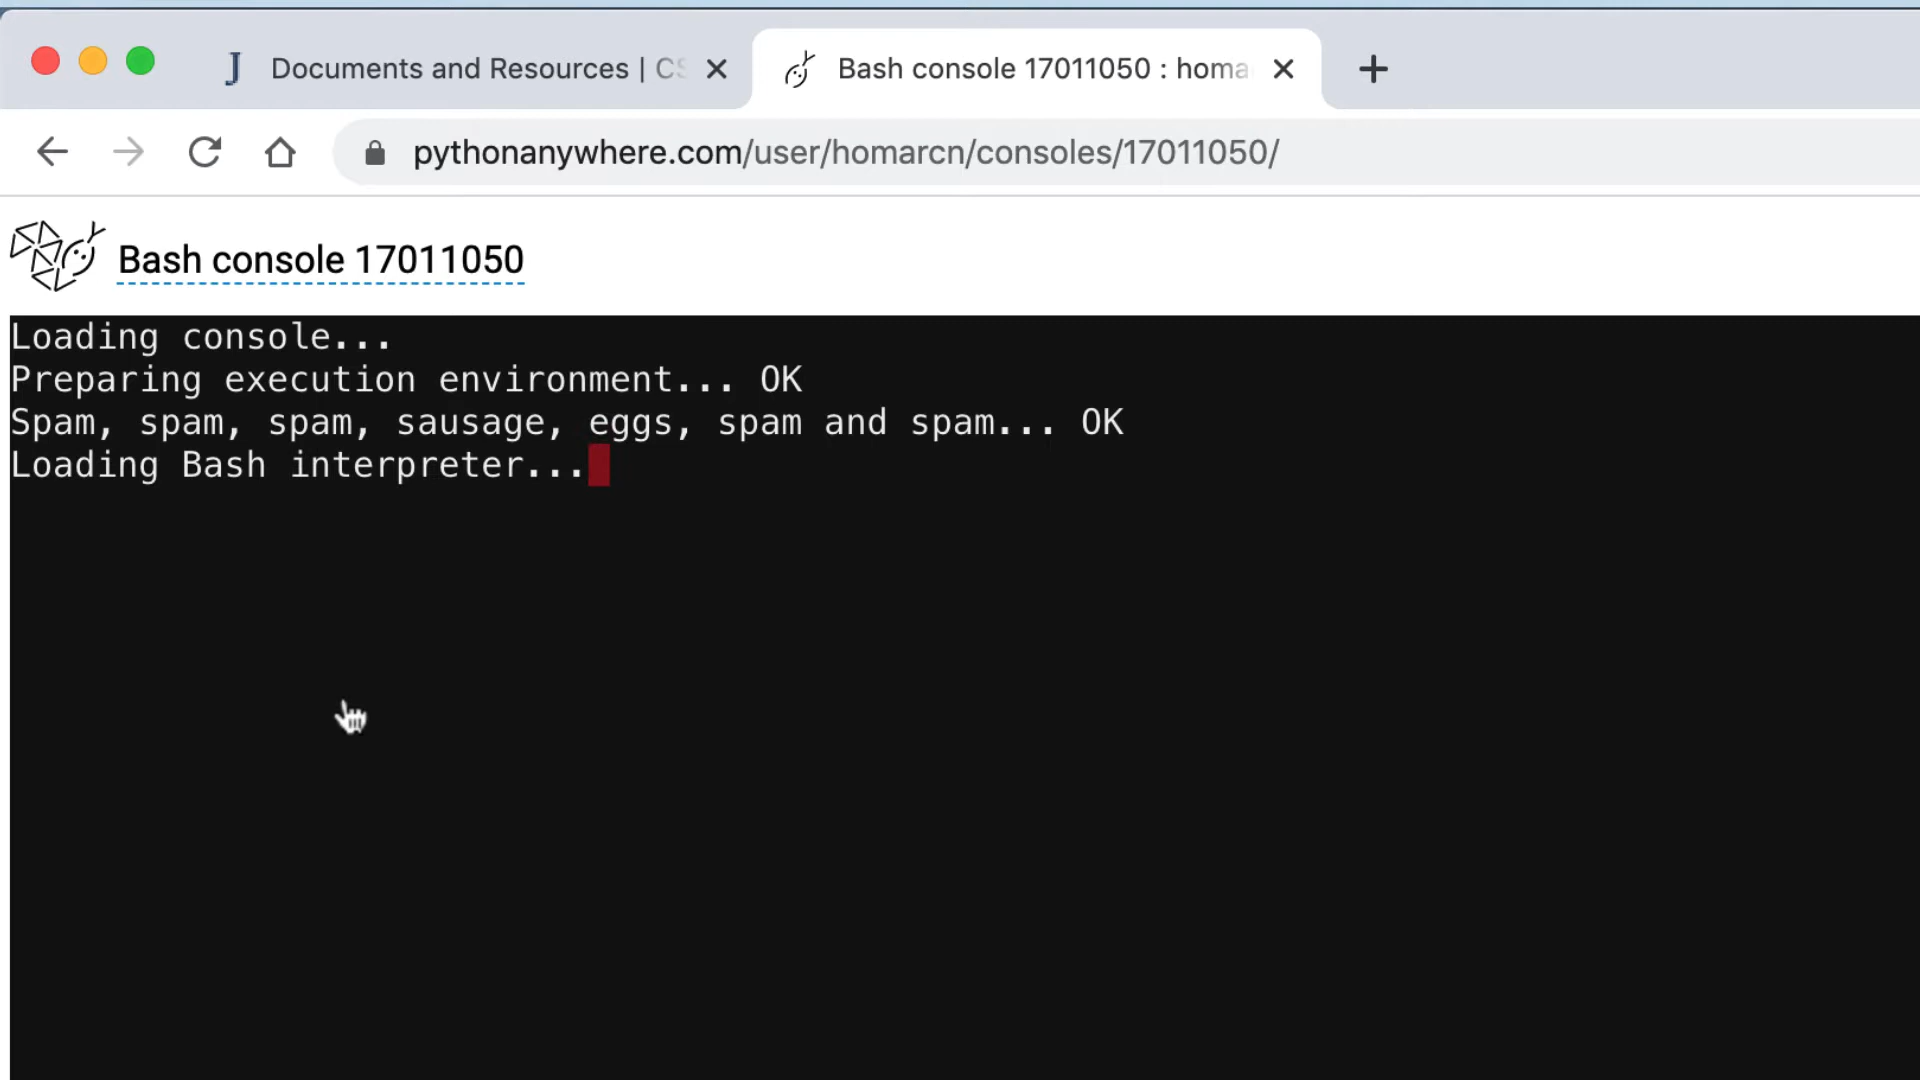 J Documents and Resources | CS
Bash console 17011050 : homa
pythonanywhere.com/user/homarcn/consoles/17011050/
Bash console 17011050
Loading console...
Preparing execution environment... OK
Spam, spam, spam, sausage, eggs, spam and spam... OK
Loading Bash interpreter...